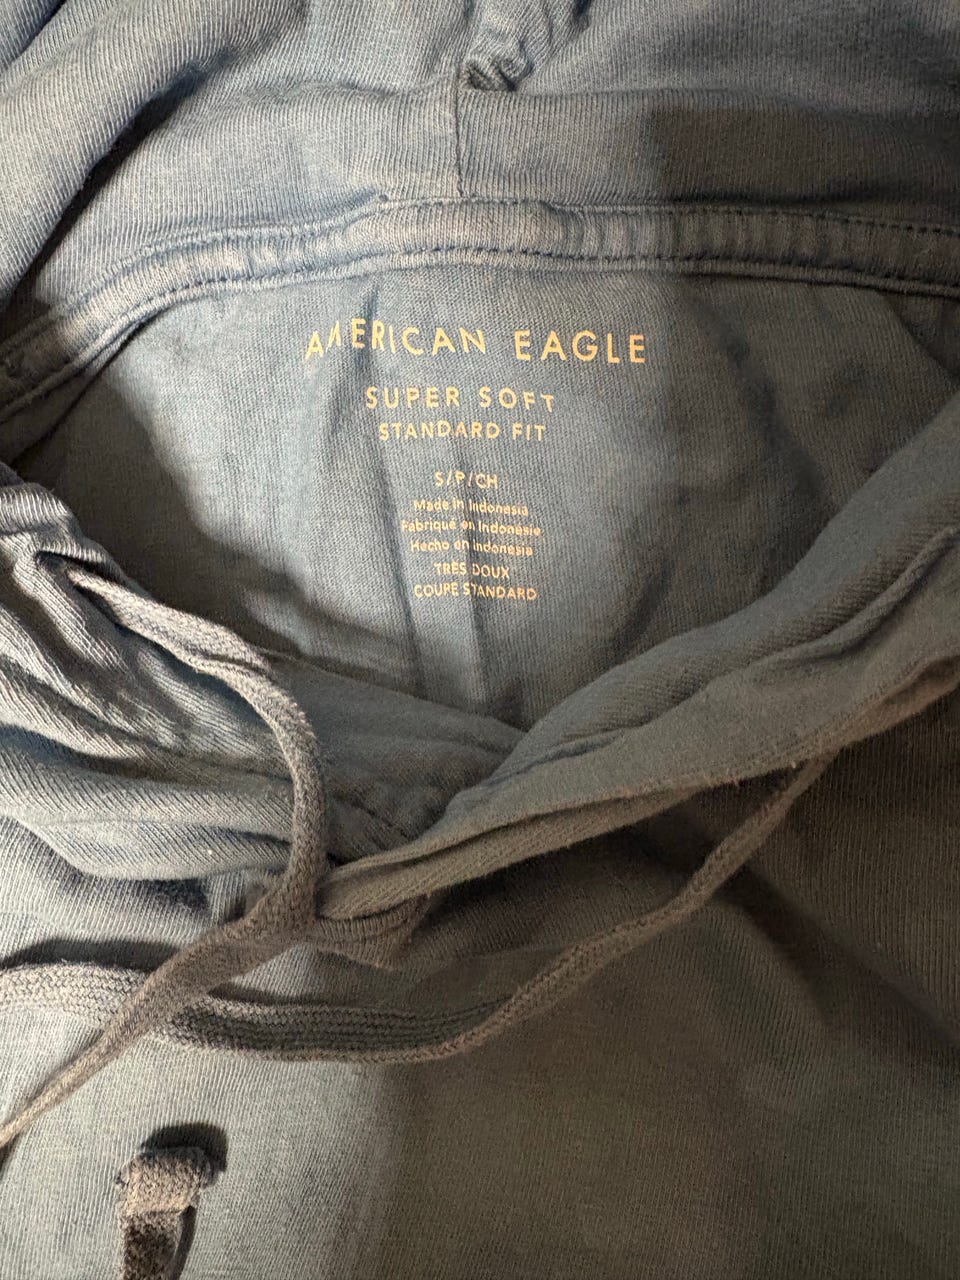 AMERICAN EAGLE
SUPER SOFT
STANDARD FIT
S/P/CH
Made in Indonesia
Fabriqué en Indonésie
Hecho en Indonesia
TRÈS DOUX
COUPE STANDARD